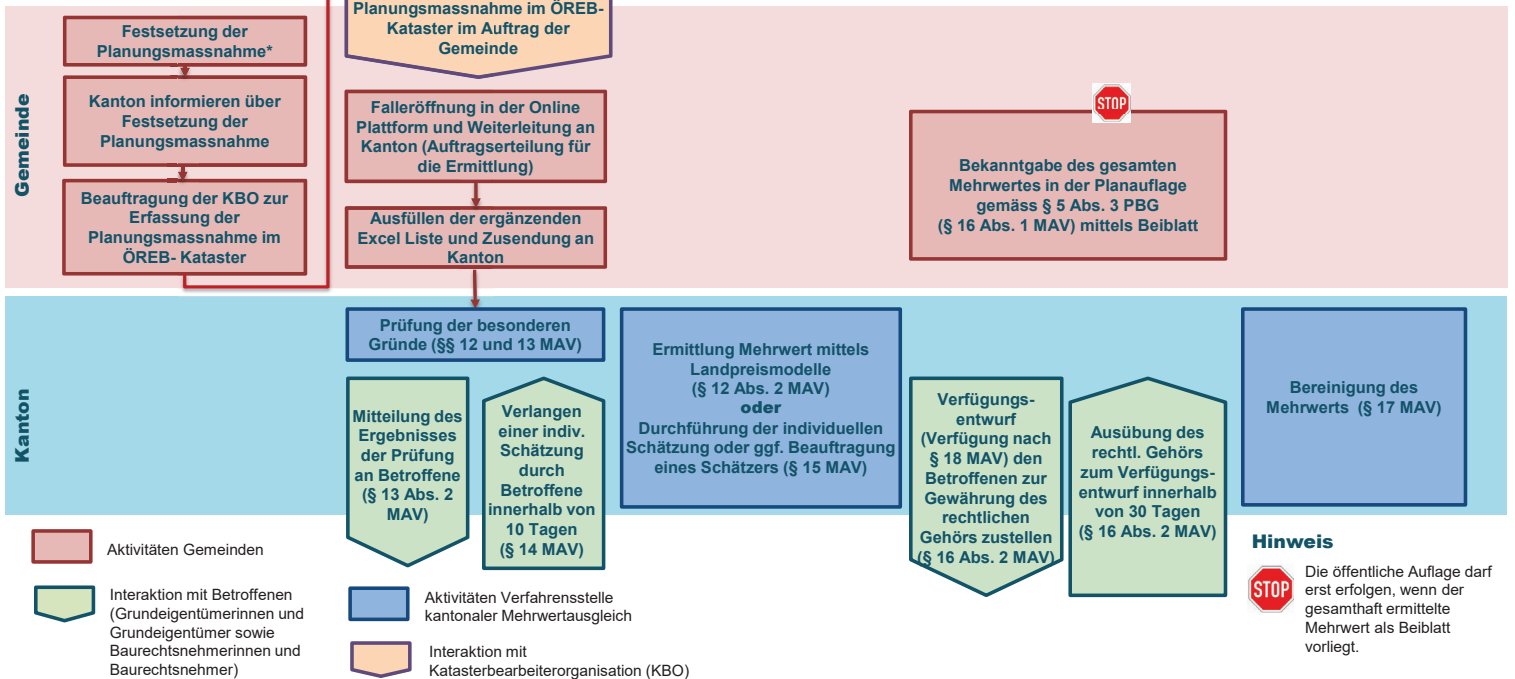 Gemeinde
Festsetzung der
Planungsmassnahme*
Kanton informieren über
Festsetzung der
Planungsmassnahme
Beauftragung der KBO zur
Erfassung der
Planungsmassnahme im
ÖREB- Kataster
Planungsmassnahme im ÖREB-
Kataster im Auftrag der
Gemeinde
Falleröffnung in der Online
Plattform und Weiterleitung an
Kanton (Auftragserteilung für
die Ermittlung)
Ausfüllen der ergänzenden
Excel Liste und Zusendung an
Kanton
STOP
Bekanntgabe des gesamten
Mehrwertes in der Planauflage
gemäss § 5 Abs. 3 PBG
(§ 16 Abs. 1 MAV) mittels Beiblatt
Kanton
Prüfung der besonderen
Gründe (§§ 12 und 13 MAV)
Mitteilung des
Ergebnisses
der Prüfung
an Betroffene
(§ 13 Abs. 2
MAV)
Verlangen
einer indiv.
Schätzung
durch
Betroffene
innerhalb von
10 Tagen
(§ 14 MAV)
Ermittlung Mehrwert mittels
Landpreismodelle
(§ 12 Abs. 2 MAV)
oder
Durchführung der individuellen
Schätzung oder ggf. Beauftragung
eines Schätzers (§ 15 MAV)
Verfügungs-
entwurf
(Verfügung nach
§ 18 MAV) den
Betroffenen zur
Gewährung des
rechtlichen
Gehörs zustellen
(§ 16 Abs. 2 MAV)
Ausübung des
rechtl. Gehörs
zum Verfügungs-
entwurf innerhalb
von 30 Tagen
(§ 16 Abs. 2 MAV)
Bereinigung des
Mehrwerts (§ 17 MAV)
Aktivitäten Gemeinden
Interaktion mit Betroffenen
(Grundeigentümerinnen und
Grundeigentümer sowie
Baurechtsnehmerinnen und
Baurechtsnehmer)
Aktivitäten Verfahrensstelle
kantonaler Mehrwertausgleich
Interaktion mit
Katasterbearbeiterorganisation (KBO)
Hinweis
STOP
Die öffentliche Auflage darf
erst erfolgen, wenn der
gesamthaft ermittelte
Mehrwert als Beiblatt
vorliegt.